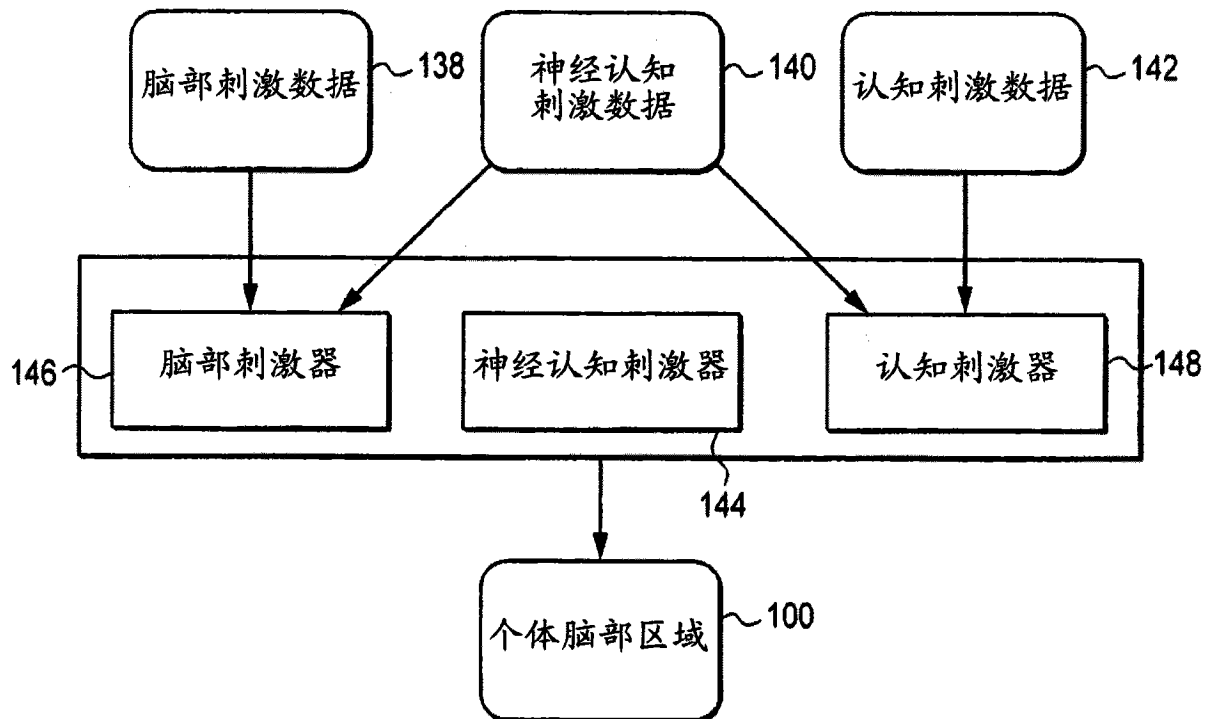 脑部刺激数据
138
神经认知
刺激数据
140
认知刺激数据
142
脑部刺激器
146
神经认知刺激器
144
认知刺激器
148
个体脑部区域
100